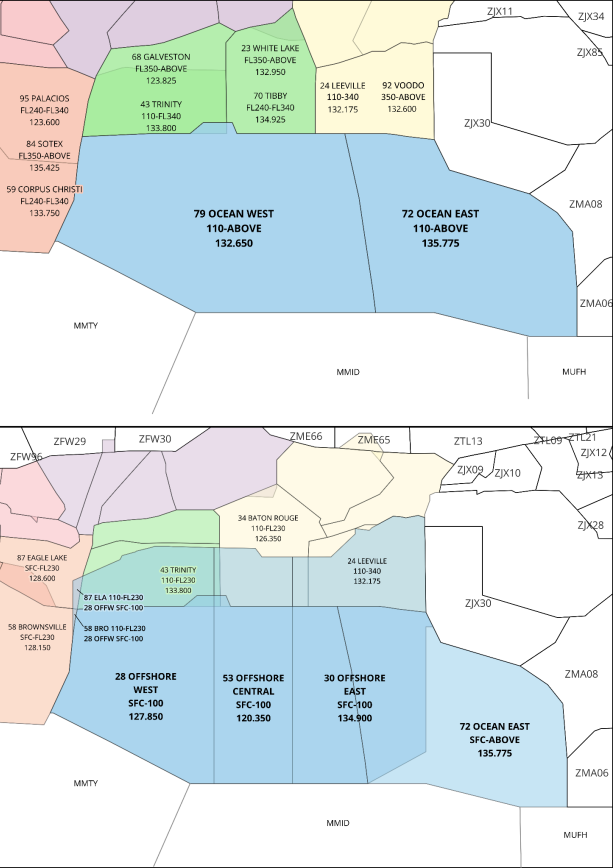 ZJX11
ZJX34
ZJX85
23 WHITE LAKE
FL350-ABOVE
132.950
68 GALVESTON
FL350-ABOVE
123.825
24 LEEVILLE
110-340
132.175
92 VOODO
350-ABOVE
132.600
70 TIBBY
FL240-FL340
134.925
95 PALACIOS
FL240-FL340
123.600
43 TRINITY
110-FL340
133.800
ZJX30
84 SOTEX
FL350-ABOVE
135.425
59 CORPUS CHRISTI
FL240-FL340
133.750
79 OCEAN WEST
110-ABOVE
132.650
72 OCEAN EAST
110-ABOVE
135.775
ZMA08
ZMA06
MMTY
MMID
MUFH
ZFW29
ZFW30
ZME66
ZME65
ZTL13
ZTL09
ZTL21
ZJX12
ZFW96
ZJX09
ZJX10
ZJX13
34 BATON ROUGE
110-FL230
126.350
ZJX28
87 EAGLE LAKE
SFC-FL230
128.600
43 TRINITY
110-FL230
133.800
24 LEEVILLE
110-340
132.175
87 ELA 110-FL230
28 OFFW SFC-100
ZJX30
58 BROWNSVILLE
SFC-FL230
128.150
58 BRO 110-FL230
28 OFFW SFC-100
28 OFFSHORE
WEST
SFC-100
127.850
53 OFFSHORE
CENTRAL
SFC-100
120.350
30 OFFSHORE
EAST
SFC-100
134.900
ZMA08
72 OCEAN EAST
SFC-ABOVE
135.775
ZMA06
MMTY
MMID
MUFH